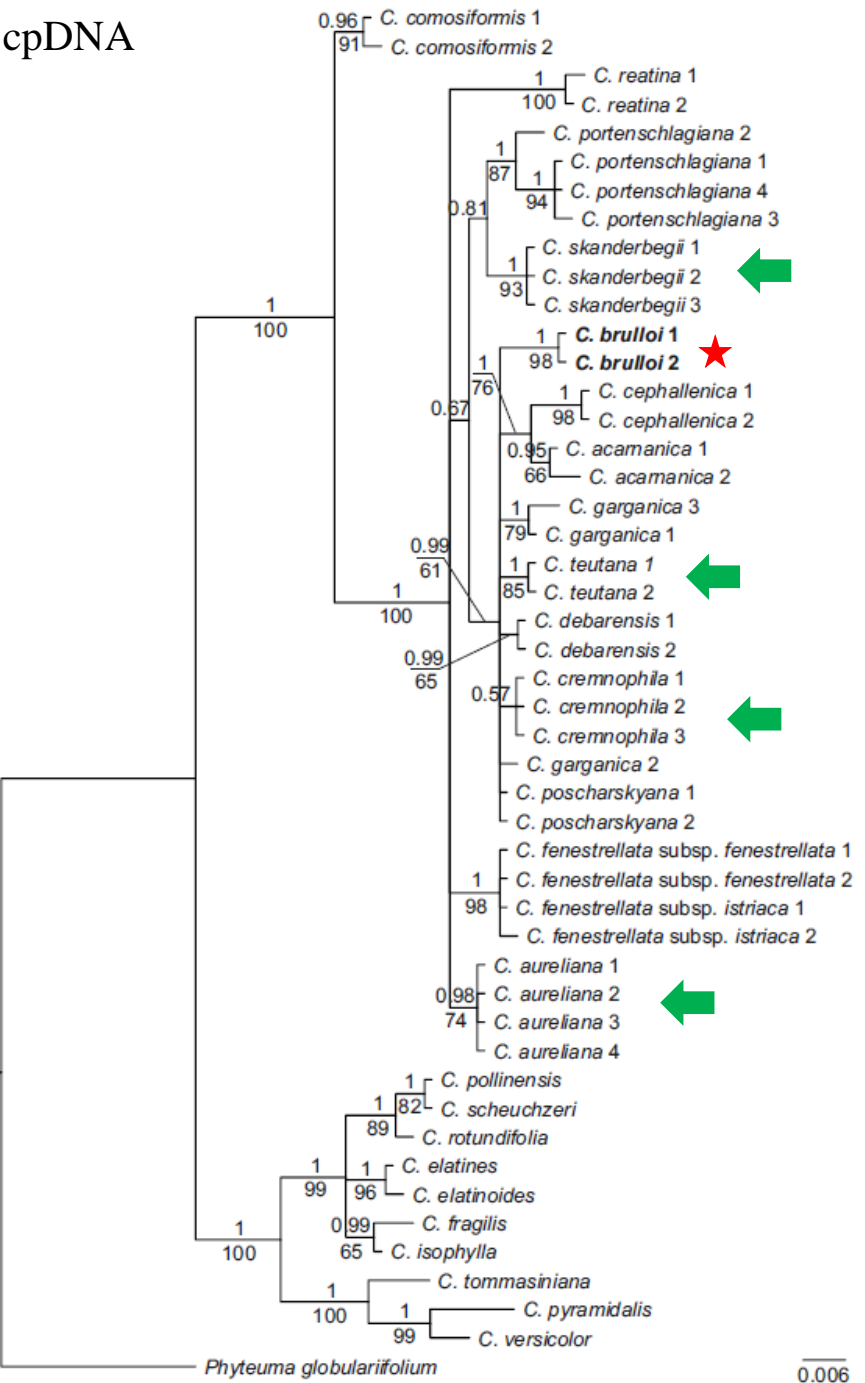 cpDNA
0.96
91
C. comosiformis 1
C. comosiformis 2
1
100
C. reatina 1
C. reatina 2
C. portenschlagiana 2
1
87
C. portenschlagiana 1
1
94
C. portenschlagiana 4
C. portenschlagiana 3
0.81
C. skanderbegii 1
1
93
C. skanderbegii 2
C. skanderbegii 3
1
100
1
98
C. brulloi 1
C. brulloi 2
1
76
1
98
C. cephallenica 1
C. cephallenica 2
0.67
0.95
66
C. acarnanica 1
C. acarnanica 2
C. garganica 3
1
79
C. garganica 1
0.99
61
C. teutana 1
1
85
C. teutana 2
1
100
C. debarensis 1
C. debarensis 2
0.99
65
C. cremnophila 1
0.57
C. cremnophila 2
C. cremnophila 3
C. garganica 2
C. poscharskyana 1
C. poscharskyana 2
C. fenestrellata subsp. fenestrellata 1
C. fenestrellata subsp. fenestrellata 2
1
98
C. fenestrellata subsp. istriaca 1
C. fenestrellata subsp. istriaca 2
C. aureliana 1
0.98
74
C. aureliana 2
C. aureliana 3
C. aureliana 4
C. pollinensis
1
82
C. scheuchzeri
1
89
C. rotundifolia
C. elatines
1
99
1
96
C. elatinoides
C. fragilis
0.99
65
C. isophylla
1
100
C. tommasiniana
1
100
C. pyramidalis
1
99
C. versicolor
Phyteuma globulariifolium
0.006